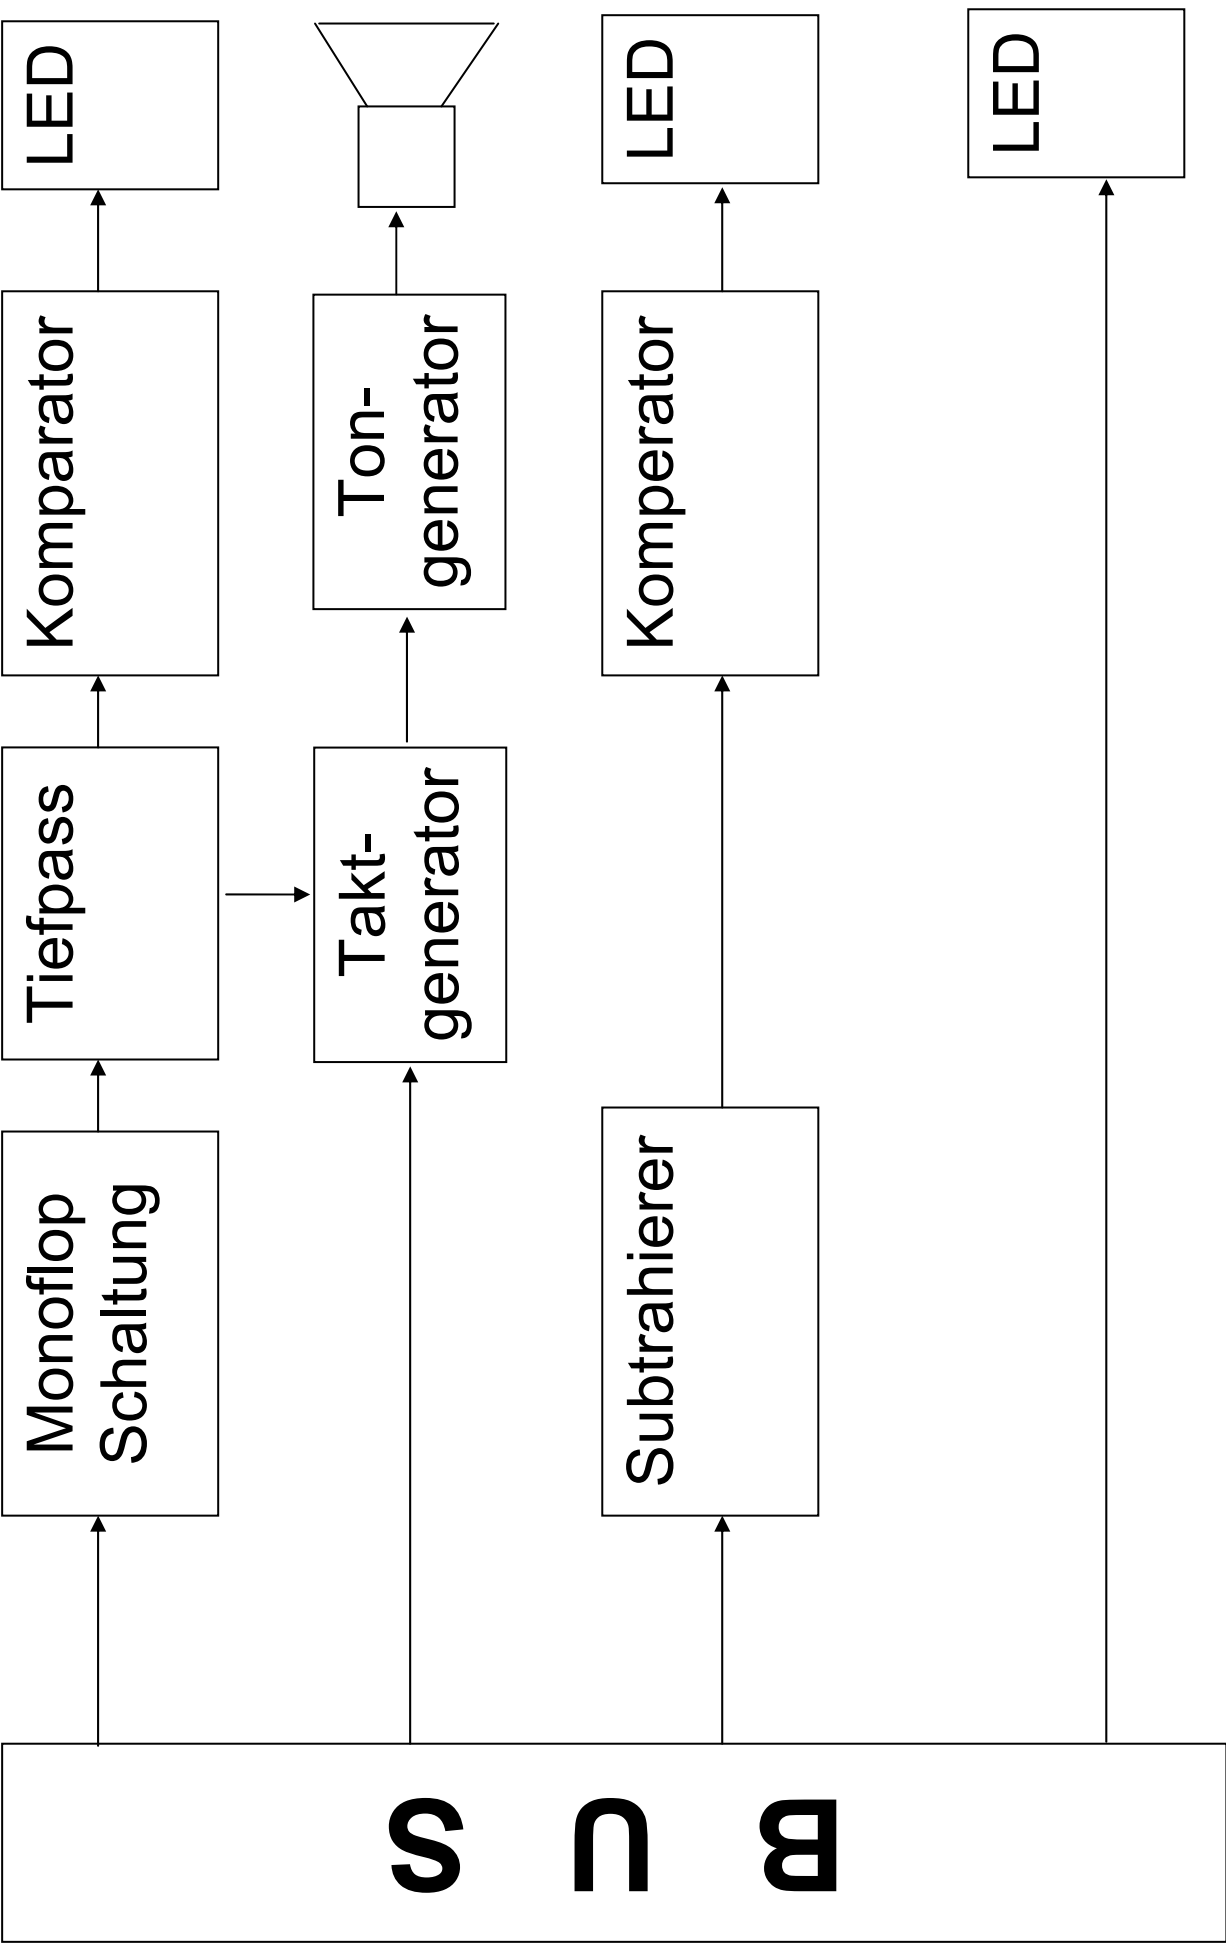 LED
LED
LED
Komparator
Ton-
generator
Komperator
Tiefpass
Takt-
generator
Monoflop
Schaltung
Subtrahierer
B U S